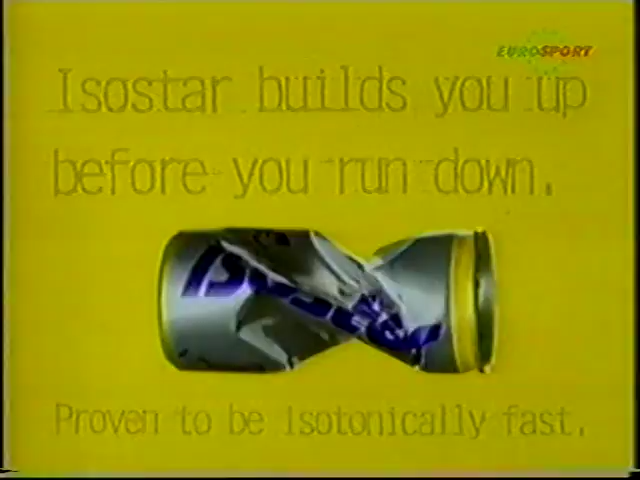 EUROSPORT
Isostar builds you up
before you run down.
Proven to be isotonically fast.